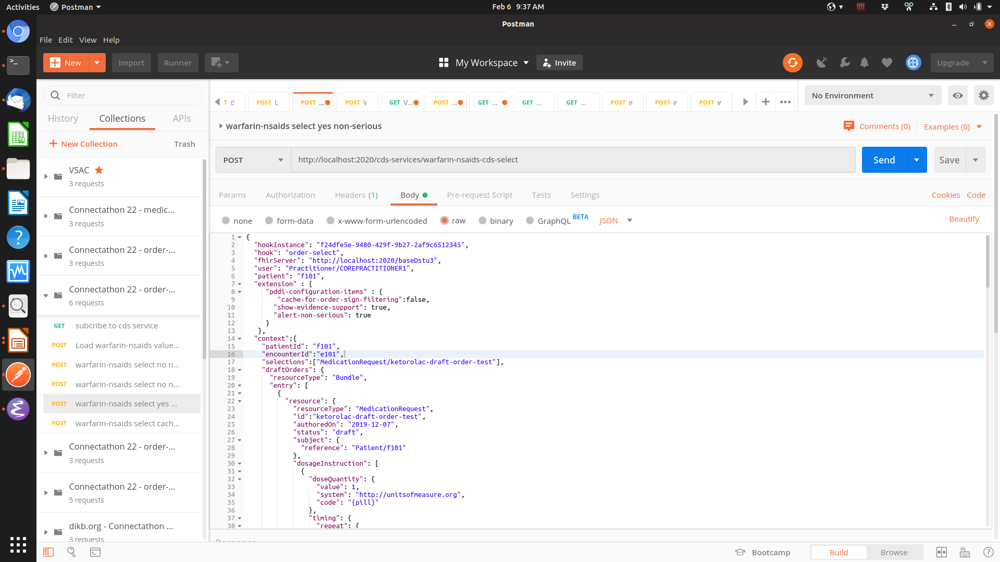 Activities
Postman
Feb 6 9:37 AM
Postman
File Edit View Help
New
Import
Runner
My Workspace
Invite
Upgrade
Filter
History
Collections
APIs
New Collection
Trash
VSAC
3 requests
Connectathon 22 - medic...
3 requests
Connectathon 22 - order-...
3 requests
Connectathon 22 - order-...
6 requests
GET subcribe to cds service
POST Load warfarin-nsaids value...
POST warfarin-nsaids select no n...
POST warfarin-nsaids select no n...
POST warfarin-nsaids select yes ...
POST warfarin-nsaids select cach...
Connectathon 22 - order-...
3 requests
Connectathon 22 - order-...
5 requests
dikb.org - Connectathon ...
3 requests
T d
POST L
POST ...
POST V
GET V...
POST ...
GET ...
GET ...
GET ...
POST
POST
POST
No Environment
warfarin-nsaids select yes non-serious
Comments (0)
Examples (0)
POST
http://localhost:2020/cds-services/warfarin-nsaids-cds-select
Send
Save
Params
Authorization
Headers (1)
Body
Pre-request Script
Tests
Settings
Cookies
Code
none
form-data
x-www-form-urlencoded
raw
binary
GraphQL BETA
JSON
Beautify
1 {
2 "hookInstance": "f24dfe5e-9480-429f-9b27-2af9c6512345",
3 "hook": "order-select",
4 "fhirServer": "http://localhost:2020/baseDstu3",
5 "user": "Practitioner/COREPRACTITIONER1",
6 "patient": "f101",
7 "extension" : {
8 "pddi-configuration-items" : {
9 "cache-for-order-sign-filtering":false,
10 "show-evidence-support": true,
11 "alert-non-serious": true
12 }
13 },
14 "context":{
15 "patientId": "f101",
16 "encounterId":"e101",
17 "selections":["MedicationRequest/ketorolac-draft-order-test"],
18 "draftOrders": {
19 "resourceType": "Bundle",
20 "entry": [
21 {
22 "resource": {
23 "resourceType": "MedicationRequest",
24 "id":"ketorolac-draft-order-test",
25 "authoredOn": "2019-12-07",
26 "status": "draft",
27 "subject": {
28 "reference": "Patient/f101"
29 },
30 "dosageInstruction": [
31 {
32 "doseQuantity": {
33 "value": 1,
34 "system": "http://unitsofmeasure.org",
35 "code": "{pill}"
36 },
37 "timing": {
38 "repeat": {
Bootcamp
Build
Browse